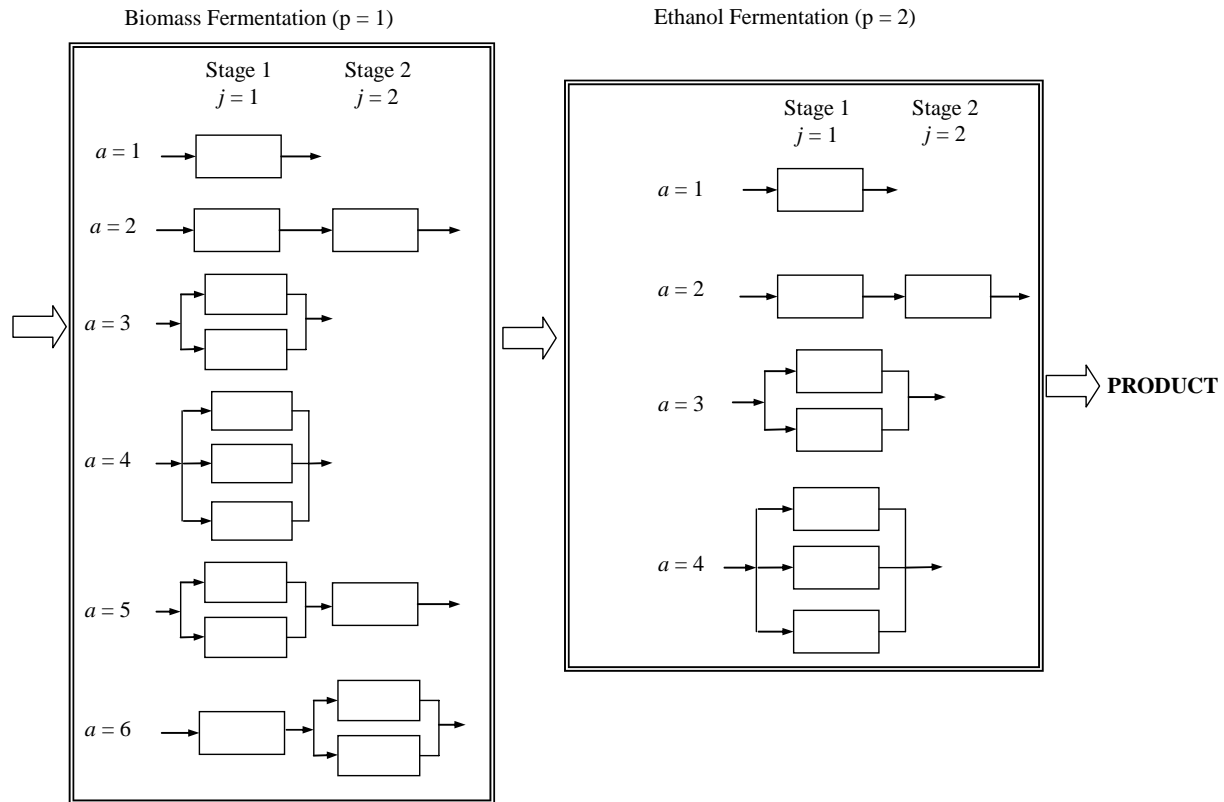 Biomass Fermentation (p = 1)
Stage 1 Stage 2
j = 1 j = 2
a = 1
a = 2
a = 3
a = 4
a = 5
a = 6
Ethanol Fermentation (p = 2)
Stage 1 Stage 2
j = 1 j = 2
a = 1
a = 2
a = 3
a = 4
PRODUCT